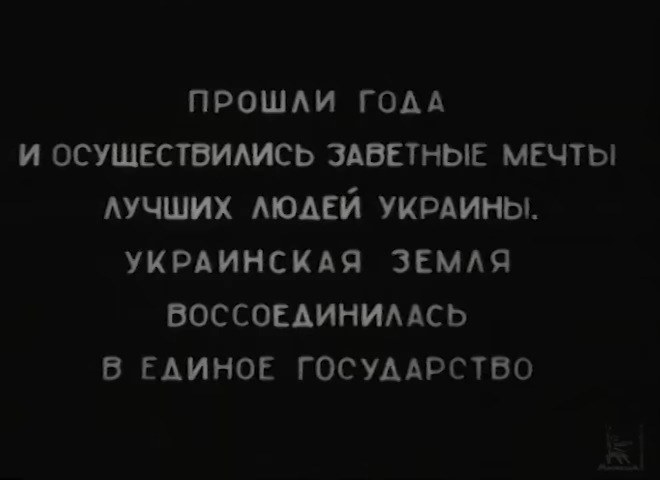 ПРОШЛИ ГОДА
И ОСУЩЕСТВИЛИСЬ ЗАВЕТНЫЕ МЕЧТЫ
ЛУЧШИХ ЛЮДЕЙ УКРАИНЫ.
УКРАИНСКАЯ ЗЕМЛЯ
ВОССОЕДИНИЛАСЬ
В ЕДИНОЕ ГОСУДАРСТВО